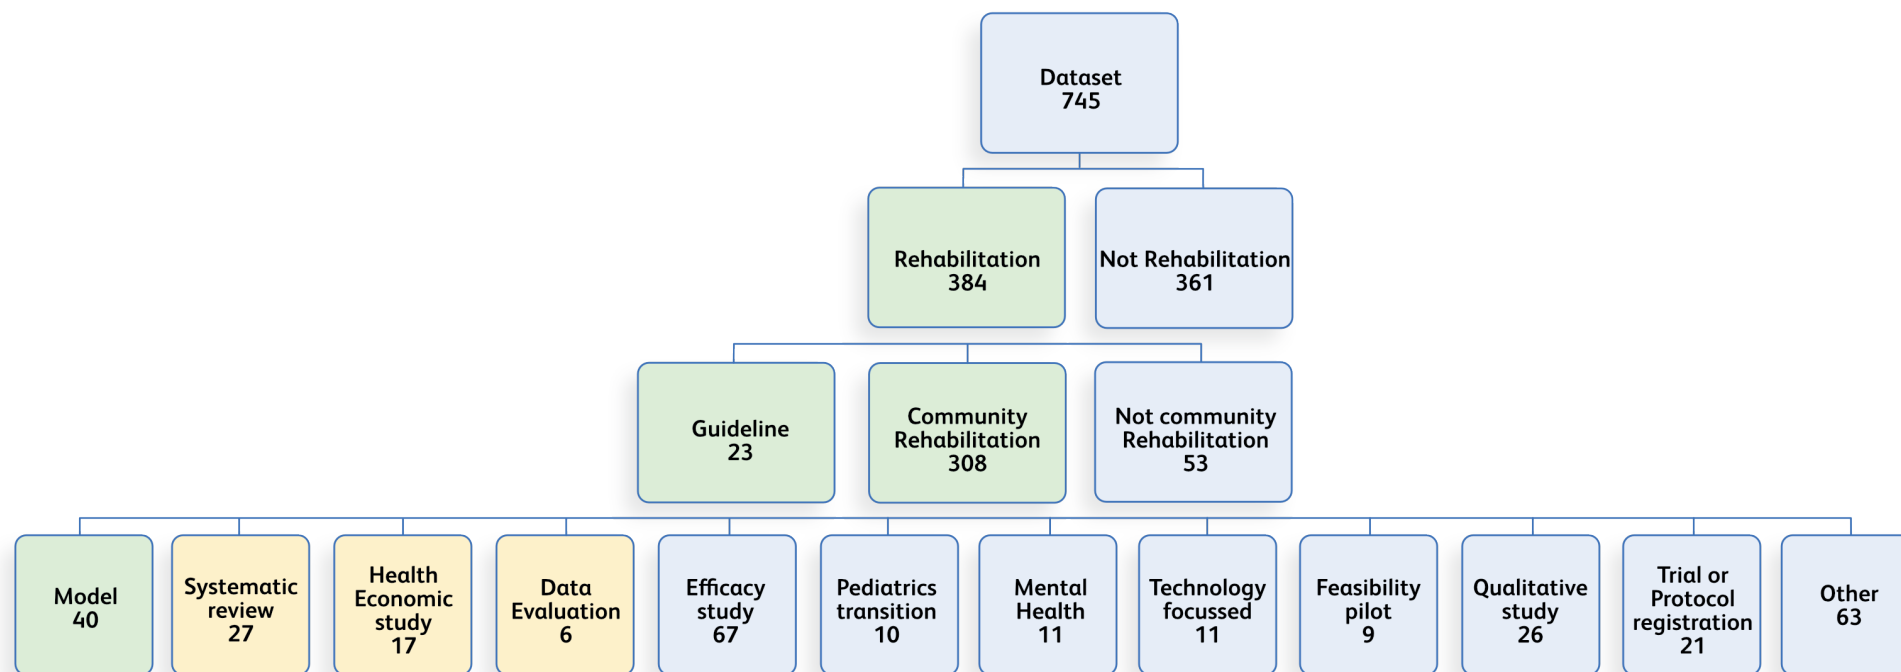 Dataset
745
Rehabilitation
384
Not Rehabilitation
361
Guideline
23
Community
Rehabilitation
308
Not community
Rehabilitation
53
Model
40
Systematic
review
27
Health
Economic
study
17
Data
Evaluation
6
Efficacy
study
67
Pediatrics
transition
10
Mental
Health
11
Technology
focussed
11
Feasibility
pilot
9
Qualitative
study
26
Trial or
Protocol
registration
21
Other
63